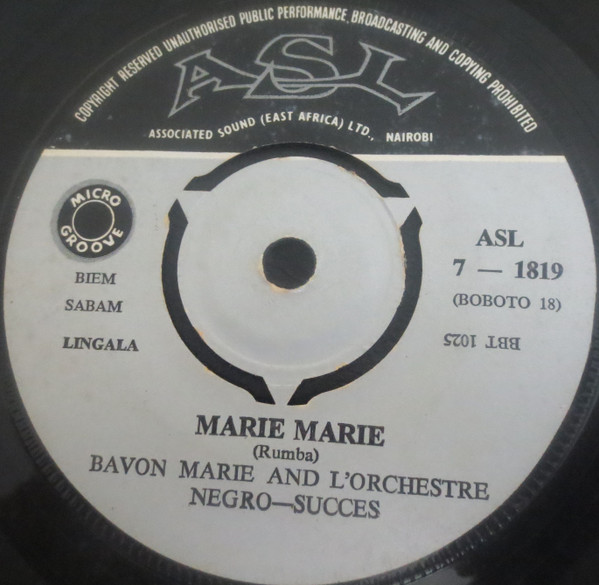 COPYRIGHT RESERVED UNAUTHORISED PUBLIC PERFORMANCE, BROADCASTING AND COPYING PROHIBITED
ASL
ASSOCIATED SOUND (EAST AFRICA) LTD., NAIROBI
MICRO
GROOVE
BIEM
SABAM
LINGALA
ASL
7 — 1819
(BOBOTO 18)
BBT 1025
MARIE MARIE
(Rumba)
BAVON MARIE AND L'ORCHESTRE
NEGRO—SUCCES